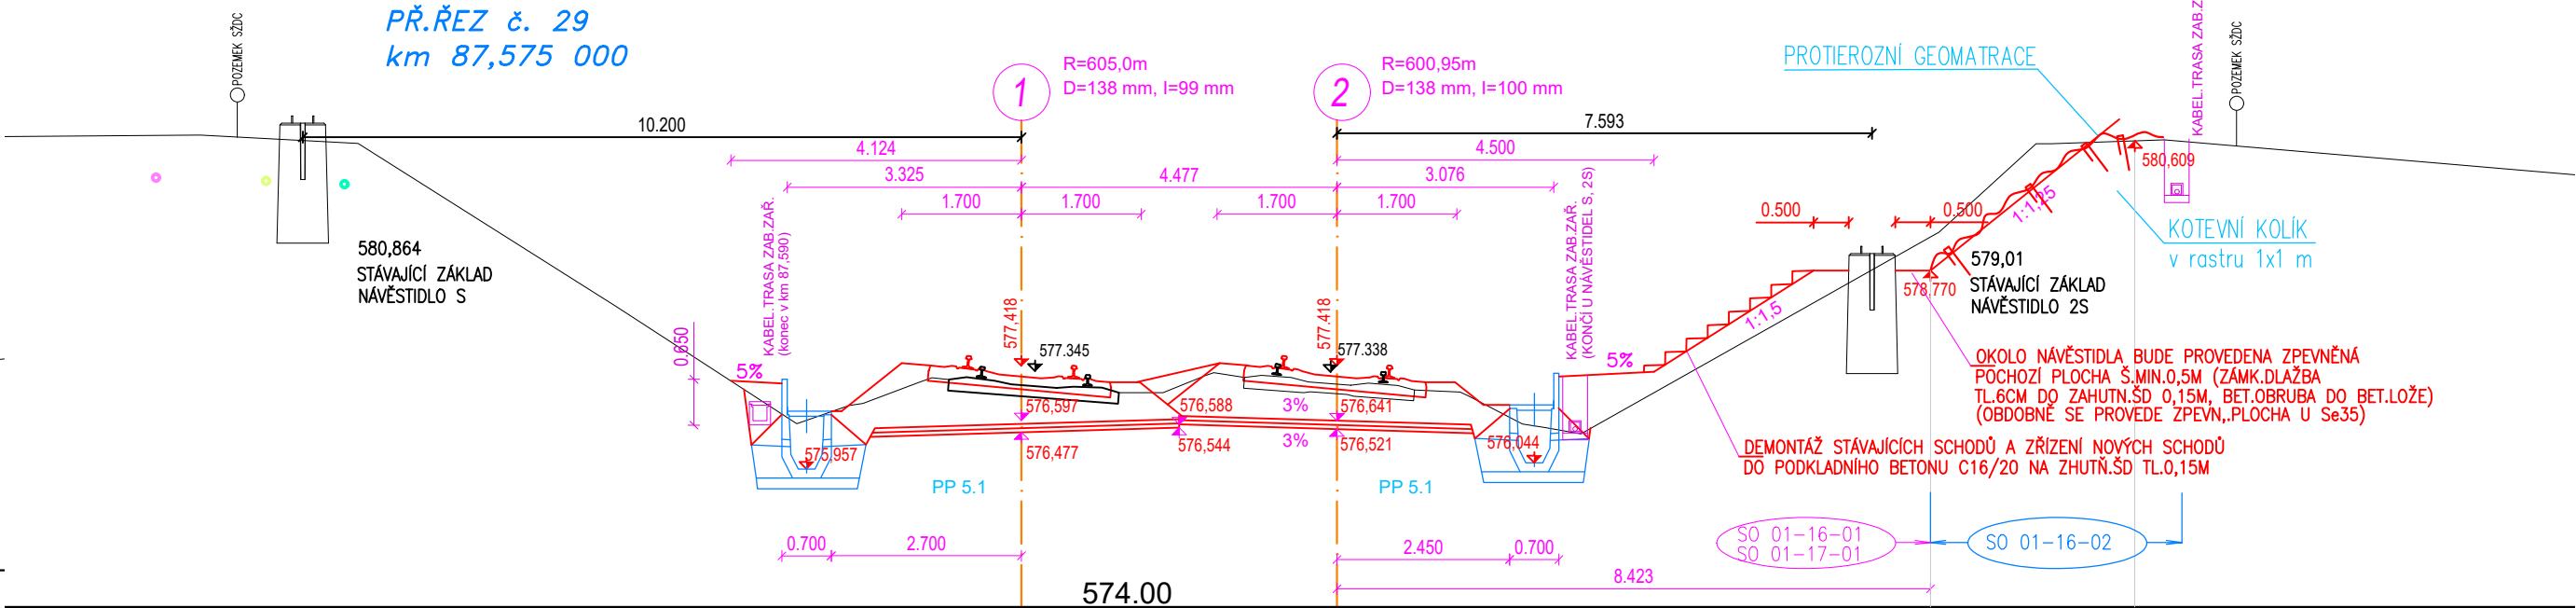 PŘ.ŘEZ č. 29
km 87,575 000
POZEMEK SŽDC
1
R=605,0m
D=138 mm, I=99 mm
2
R=600,95m
D=138 mm, I=100 mm
PROTIEROZNÍ GEOMATRACE
KABEL.TRASA ZAB.Z
POZEMEK SŽDC
10.200
7.593
4.124
4.500
3.325
4.477
3.076
1.700
1.700
1.700
1.700
0.500
0.500
580,609
1:1,25
KOTEVNÍ KOLÍK
v rastru 1x1 m
580,864
STÁVAJÍCÍ ZÁKLAD
NÁVĚSTIDLO S
KABEL.TRASA ZAB.ZAŘ.
(konec v km 87,590)
KABEL.TRASA ZAB.ZAŘ.
(KONČÍ U NÁVĚSTIDEL S, 2S)
579,01
STÁVAJÍCÍ ZÁKLAD
NÁVĚSTIDLO 2S
578.770
577,418
577.345
577.418
577.338
0.650
5%
5%
1:1,5
OKOLO NÁVĚSTIDLA BUDE PROVEDENA ZPEVNĚNÁ
POCHOZÍ PLOCHA Š.MIN.0,5M (ZÁMK.DLAŽBA
TL.6CM DO ZAHUTN.ŠD 0,15M, BET.OBRUBA DO BET.LOŽE)
(OBDOBNĚ SE PROVEDE ZPEVN,.PLOCHA U Se35)
576,597
576,588
3%
576,641
575,957
576,477
576,544
3%
576,521
576,044
DEMONTÁŽ STÁVAJÍCÍCH SCHODŮ A ZŘÍZENÍ NOVÝCH SCHODŮ
DO PODKLADNÍHO BETONU C16/20 NA ZHUTŇ.ŠD TL.0,15M
PP 5.1
PP 5.1
0.700
2.700
2.450
0.700
SO 01-16-01
SO 01-17-01
SO 01-16-02
8.423
574.00